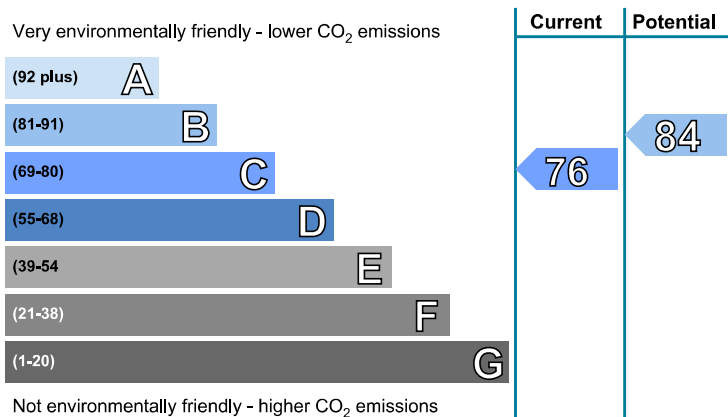 Very environmentally friendly - lower CO₂ emissions
Current
Potential
(92 plus) A
(81-91) B
84
(69-80) C
76
(55-68) D
(39-54 E
(21-38) F
(1-20) G
Not environmentally friendly - higher CO₂ emissions